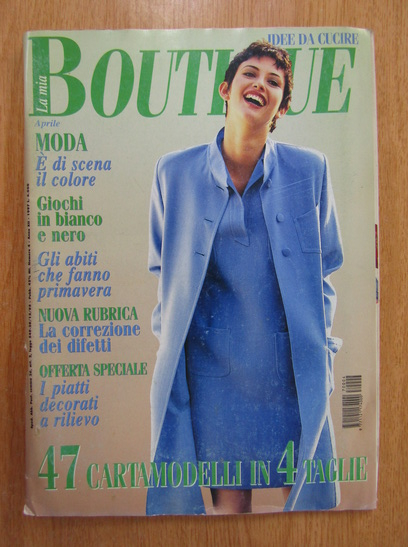 IDEE DA CUCIRE
La mia
BOUTIQUE
Aprile
MODA
È di scena
il colore
Giochi
in bianco
e nero
Gli abiti
che fanno
primavera
NUOVA RUBRICA
La correzione
dei difetti
OFFERTA SPECIALE
I piatti
decorati
a rilievo
47 CARTAMODELLI IN 4 TAGLIE